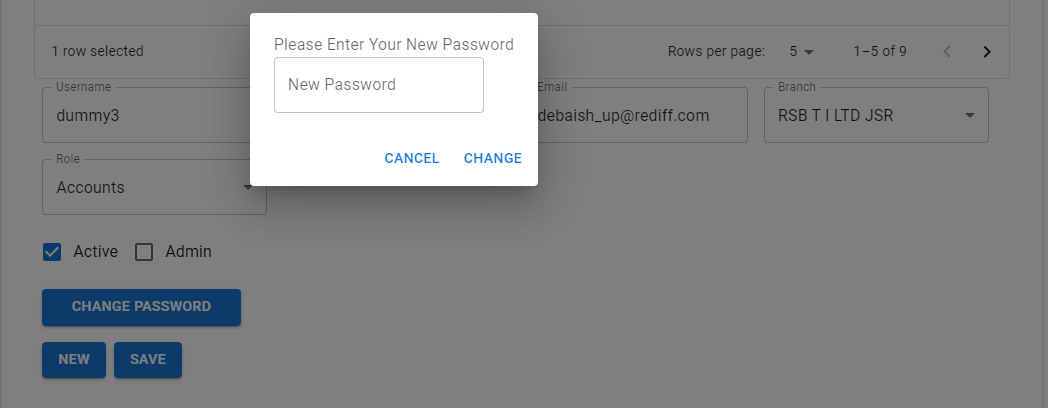 Please Enter Your New Password
New Password
CANCEL CHANGE
1 row selected
Rows per page: 5 1–5 of 9
Username
dummy3
Email
debaish_up@rediff.com
Branch
RSB T I LTD JSR
Role
Accounts
Active Admin
CHANGE PASSWORD
NEW SAVE